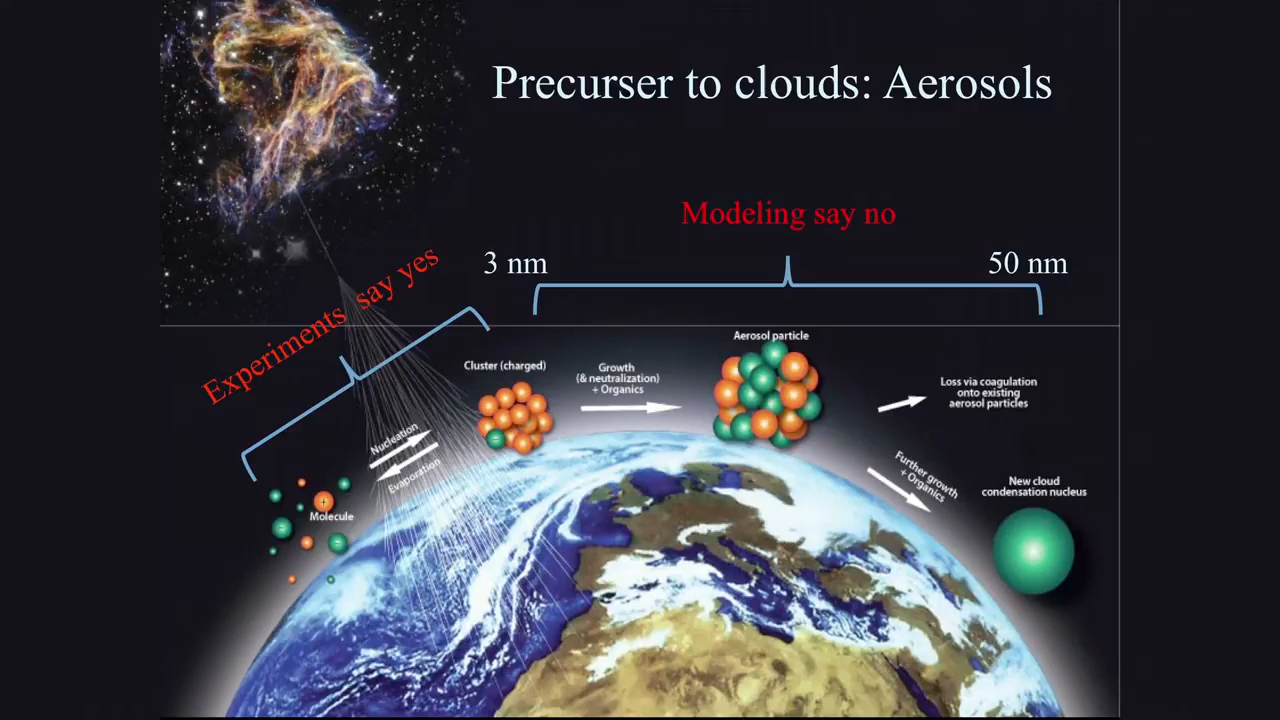 Precurser to clouds: Aerosols
Modeling say no
3 nm
50 nm
Experiments say yes
Aerosol particle
Cluster (charged)
Growth
(& neutralization)
+ Organics
Loss via coagulation
onto existing
aerosol particles
Nucleation
Evaporation
Further growth
+ Organics
New cloud
condensation nucleus
+
Molecule